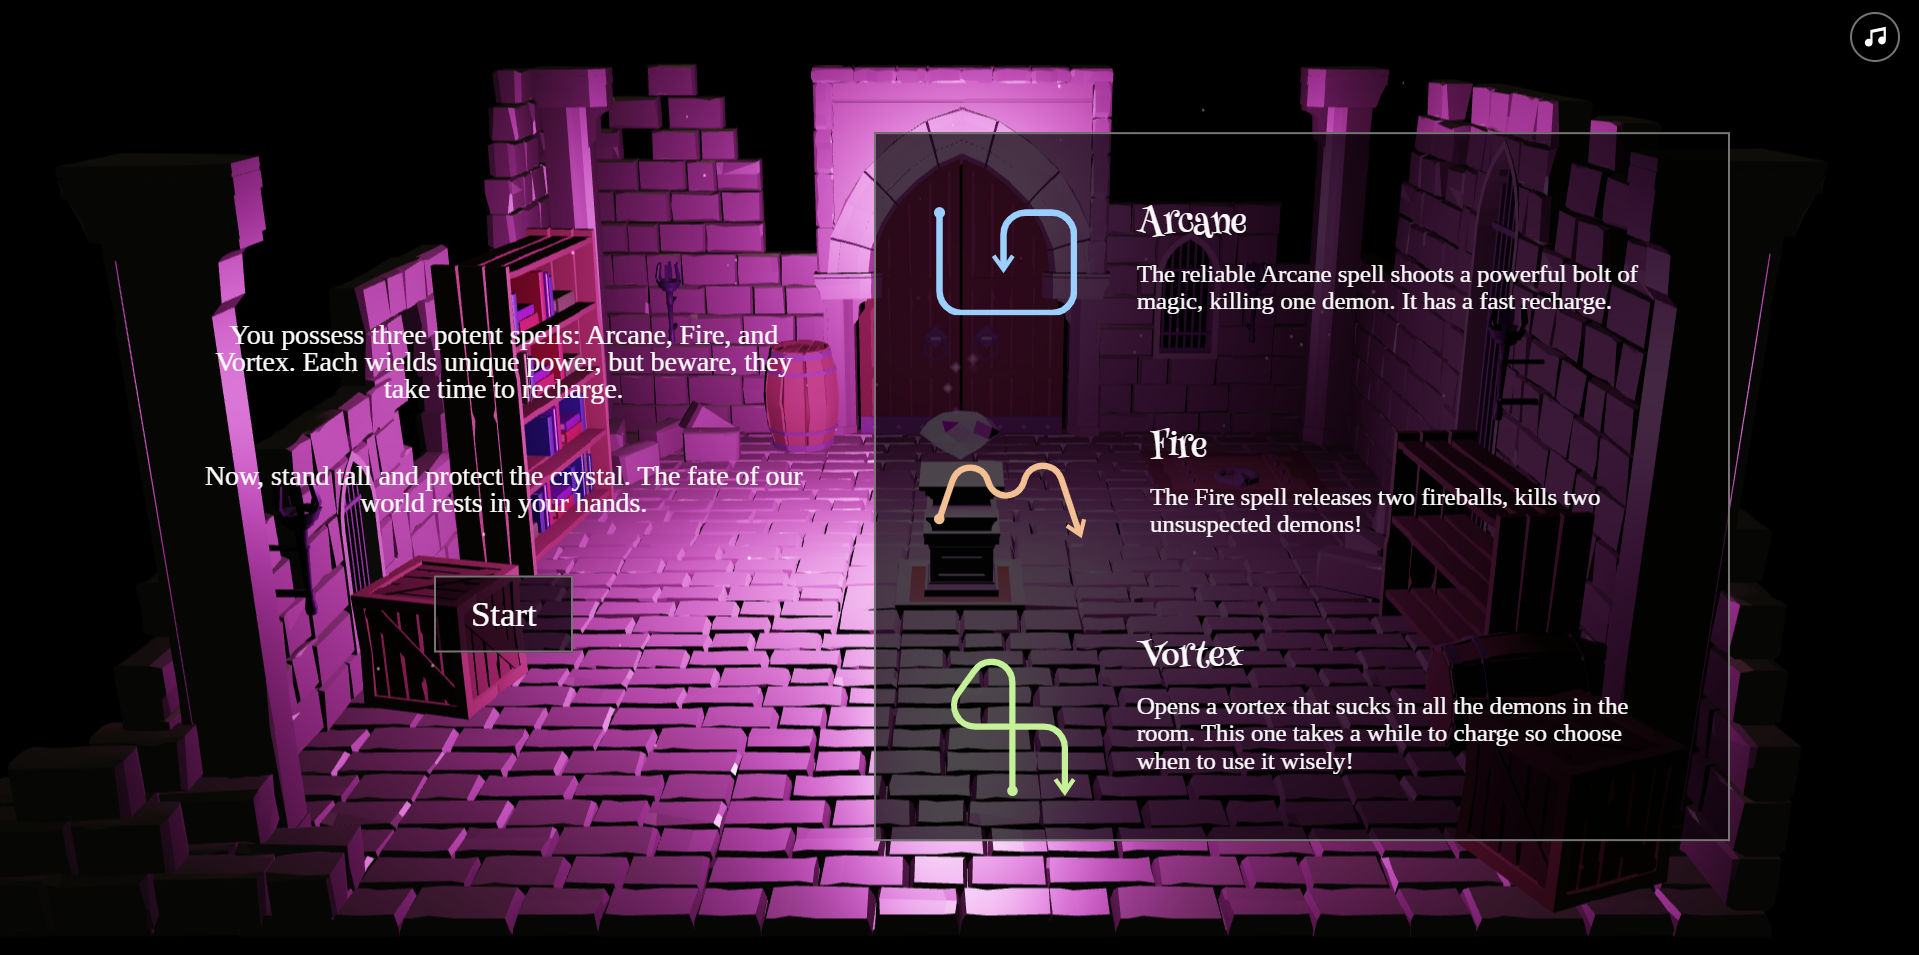 You possess three potent spells: Arcane, Fire, and
Vortex. Each wields unique power, but beware, they
take time to recharge.
Now, stand tall and protect the crystal. The fate of our
world rests in your hands.
Start
Arcane
The reliable Arcane spell shoots a powerful bolt of
magic, killing one demon. It has a fast recharge.
Fire
The Fire spell releases two fireballs, kills two
unsuspected demons!
Vortex
Opens a vortex that sucks in all the demons in the
room. This one takes a while to charge so choose
when to use it wisely!